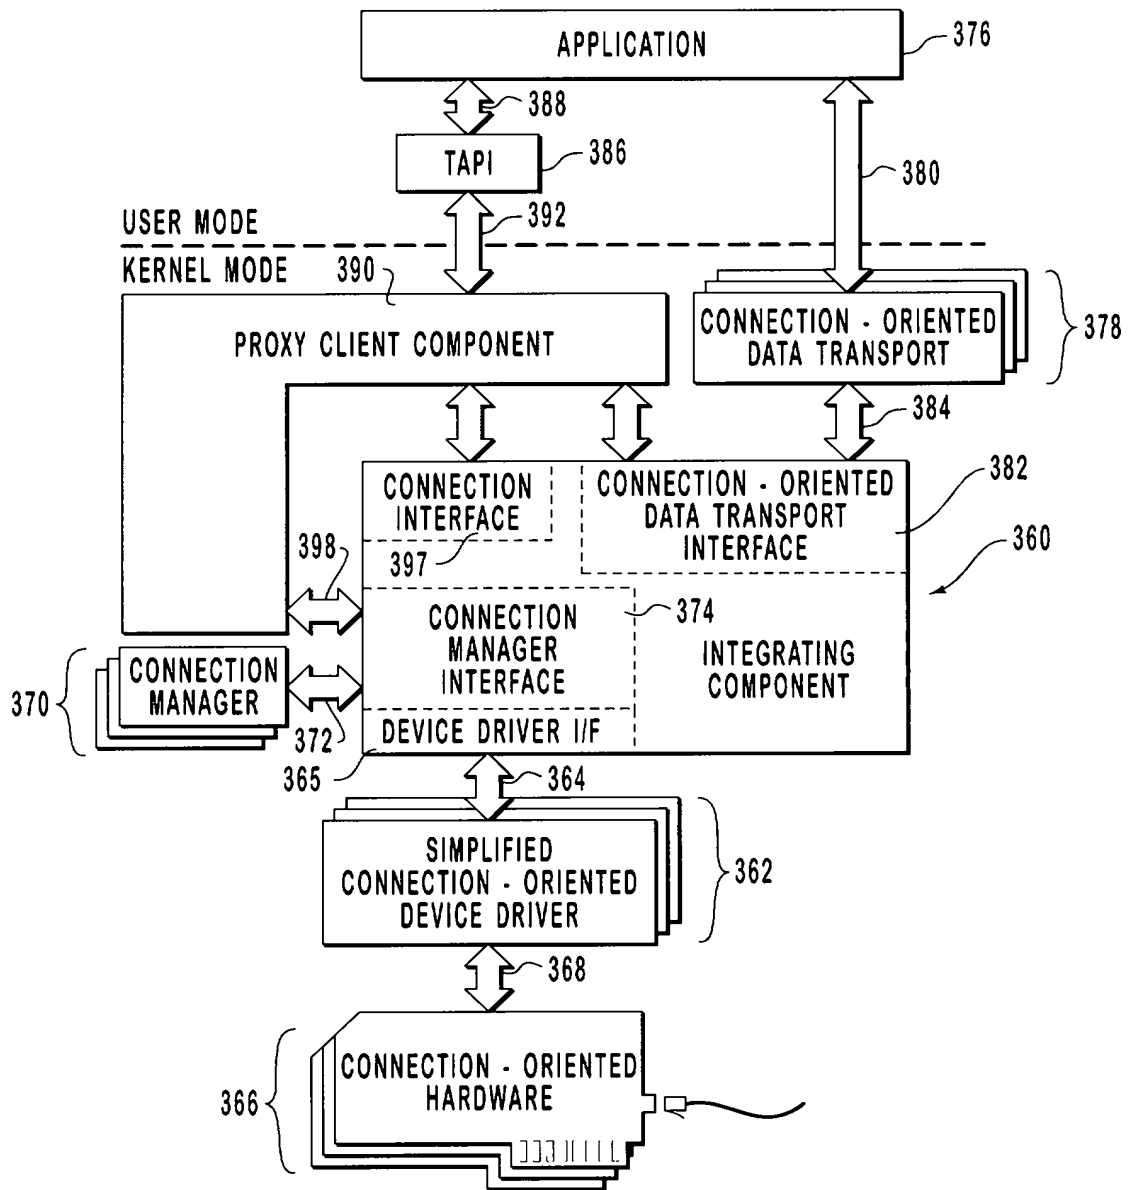 APPLICATION
376
388
TAPI
386
380
392
USER MODE
KERNEL MODE
390
PROXY CLIENT COMPONENT
CONNECTION - ORIENTED
DATA TRANSPORT
378
384
CONNECTION
INTERFACE
397
CONNECTION - ORIENTED
DATA TRANSPORT
INTERFACE
382
360
398
CONNECTION
MANAGER
INTERFACE
374
INTEGRATING
COMPONENT
CONNECTION
MANAGER
370
372
DEVICE DRIVER I/F
365
364
SIMPLIFIED
CONNECTION - ORIENTED
DEVICE DRIVER
362
368
CONNECTION - ORIENTED
HARDWARE
366